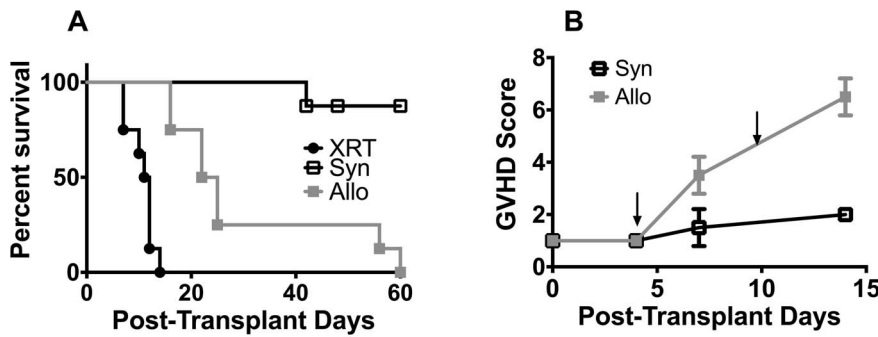 A
Percent survival
100
50
0
0
20
40
60
Post-Transplant Days
XRT
Syn
Allo
B
GVHD Score
8
6
4
2
0
0
5
10
15
Post-Transplant Days
Syn
Allo